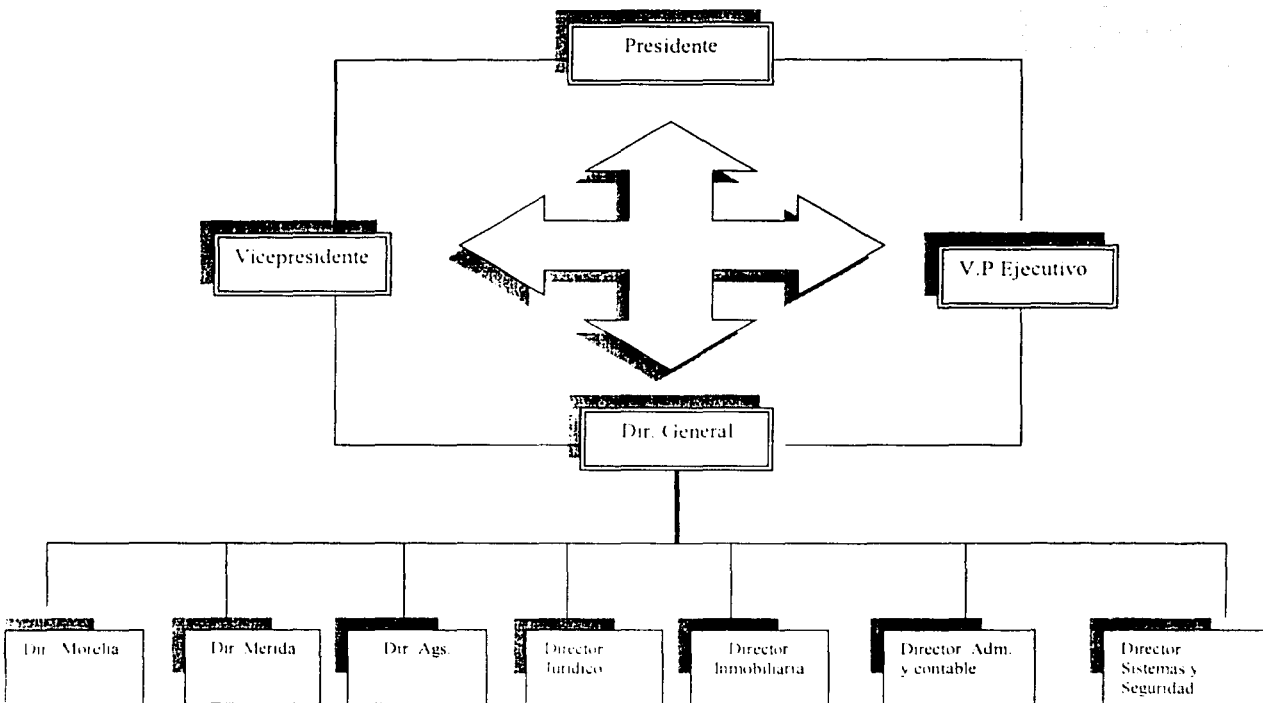 Presidente
Vicepresidente
V.P Ejecutivo
Dir. General
Dir. Morelia
Dir Merida
Dir. Ags.
Director
Jurídico
Director
Inmobiliaria
Director Adm.
y contable
Director
Sistemas y
Seguridad